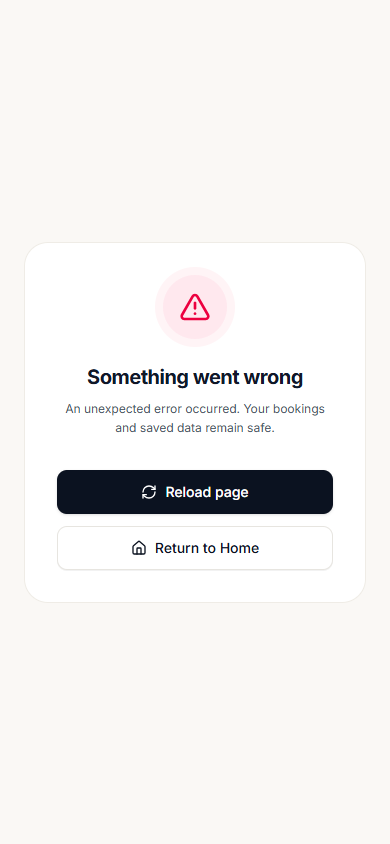 Something went wrong
An unexpected error occurred. Your bookings
and saved data remain safe.
Reload page
Return to Home